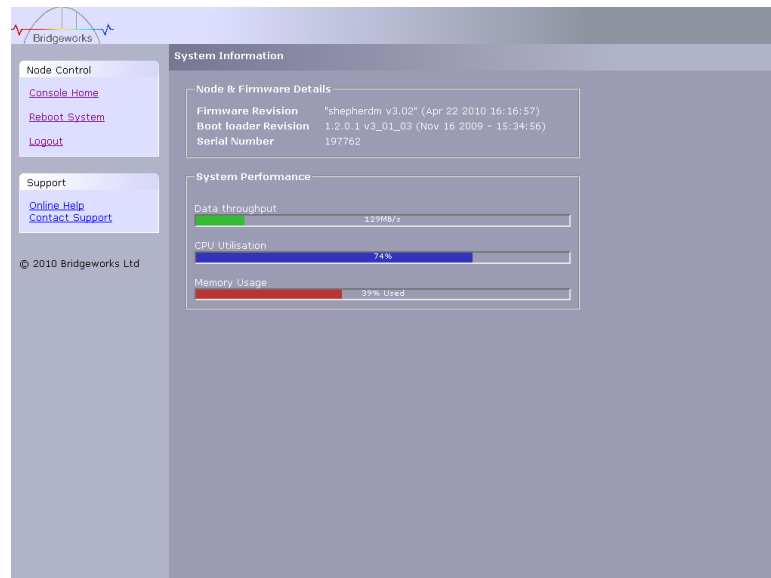 Bridgeworks
System Information
Node Control
Console Home
Reboot System
Logout
Support
Online Help
Contact Support
© 2010 Bridgeworks Ltd
Node & Firmware Details
Firmware Revision "shepherdm v3.02" (Apr 22 2010 16:16:57)
Boot loader Revision 1.2.0.1 v3_01_03 (Nov 16 2009 - 15:34:56)
Serial Number 197762
System Performance
Data throughput
129MB/s
CPU Utilisation
74%
Memory Usage
39% Used